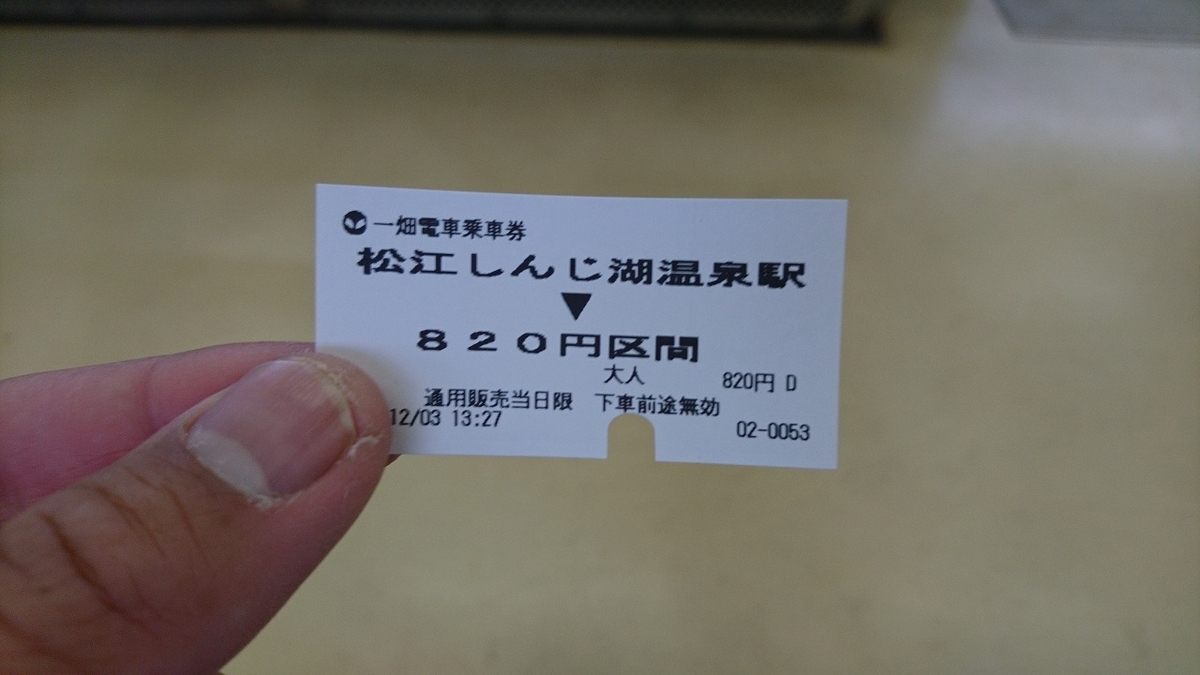 一畑電車乗車券
松江しんじ湖温泉駅
▼
820円区間
大人 820円 D
通用販売当日限 下車前途無効
12/03 13:27 02-0053